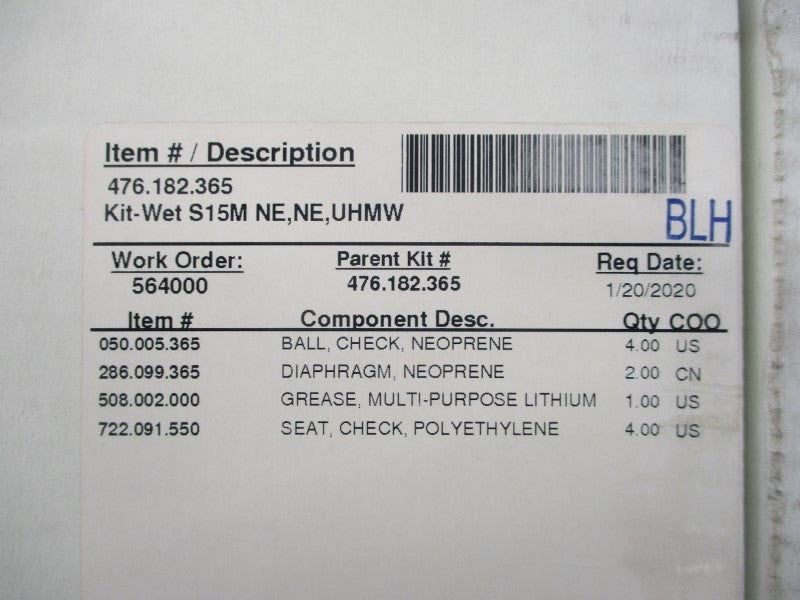 Item # / Description
476.182.365
Kit-Wet S15M NE,NE,UHMW
BLH
Work Order: Parent Kit # Req Date:
564000 476.182.365 1/20/2020
Item # Component Desc. Qty COO
050.005.365 BALL, CHECK, NEOPRENE 4.00 US
286.099.365 DIAPHRAGM, NEOPRENE 2.00 CN
508.002.000 GREASE, MULTI-PURPOSE LITHIUM 1.00 US
722.091.550 SEAT, CHECK, POLYETHYLENE 4.00 US